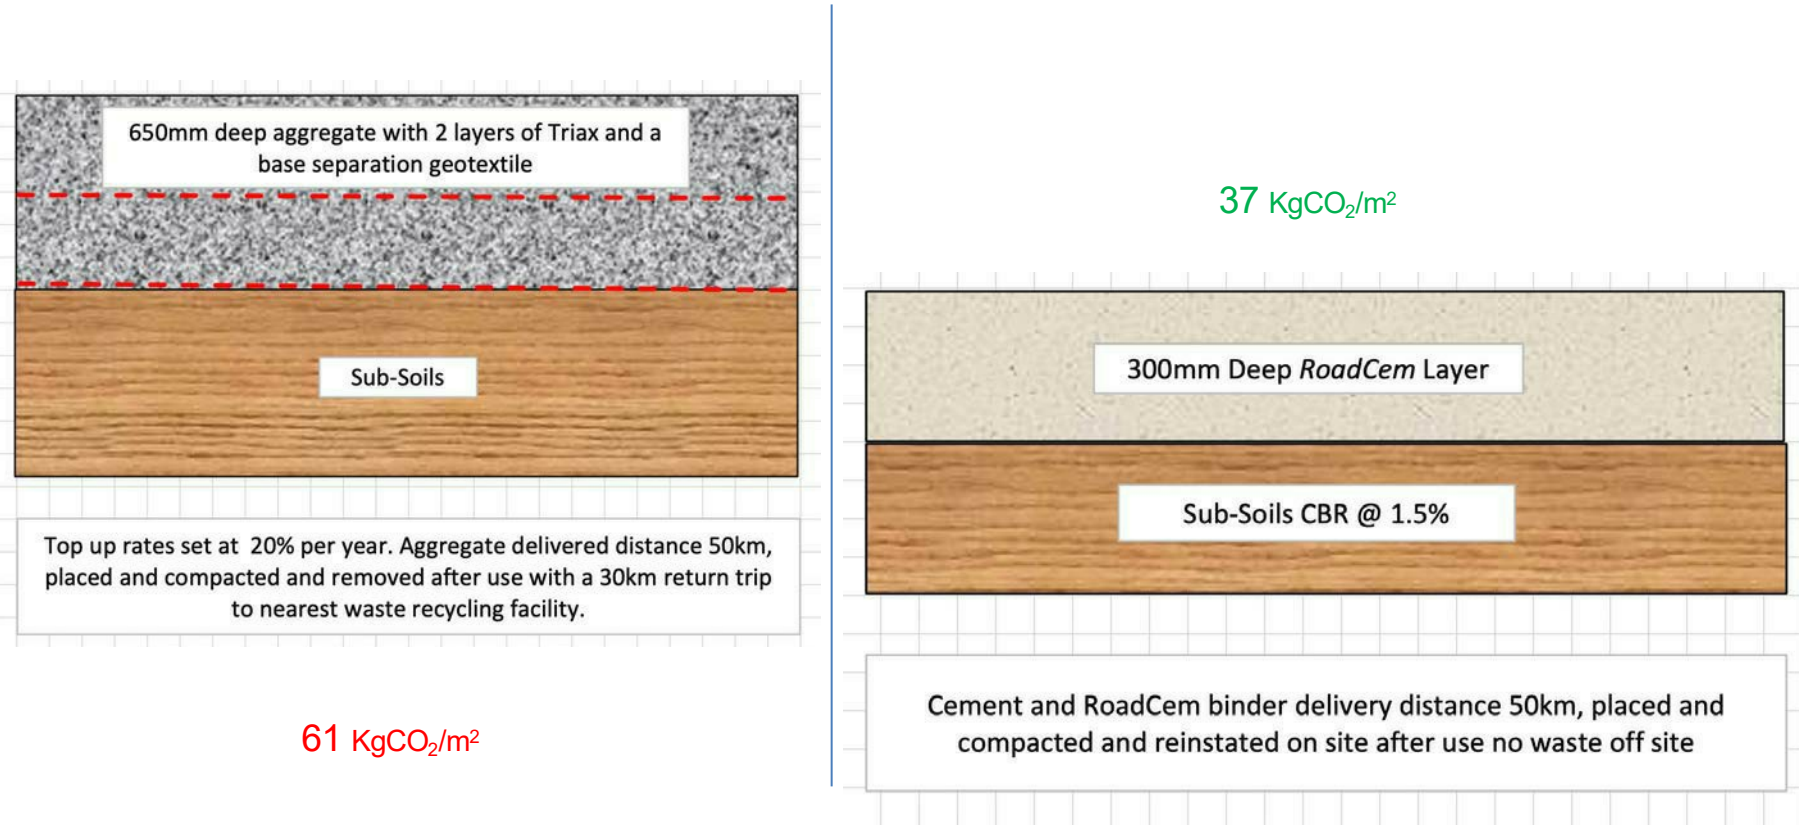 650mm deep aggregate with 2 layers of Triax and a
base separation geotextile
Sub-Soils
Top up rates set at 20% per year. Aggregate delivered distance 50km,
placed and compacted and removed after use with a 30km return trip
to nearest waste recycling facility.
61 KgCO₂/m²
37 KgCO₂/m²
300mm Deep RoadCem Layer
Sub-Soils CBR @ 1.5%
Cement and RoadCem binder delivery distance 50km, placed and
compacted and reinstated on site after use no waste off site